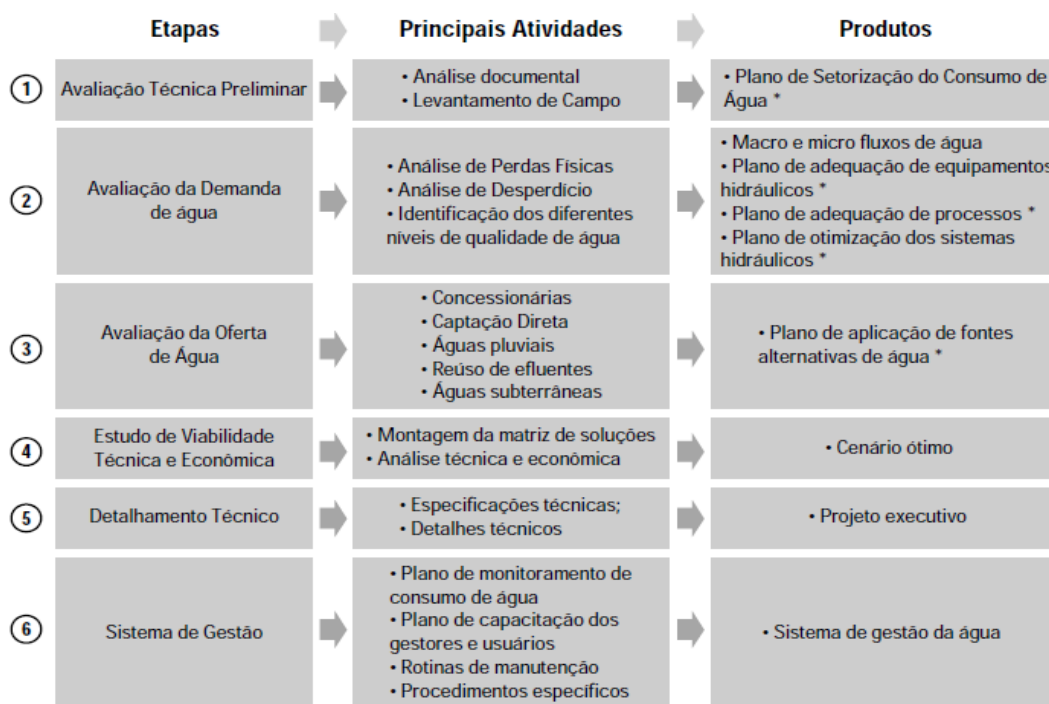 Etapas
Principais Atividades
Produtos
1
Avaliação Técnica Preliminar
• Análise documental
• Levantamento de Campo
• Plano de Setorização do Consumo de
Água *
2
Avaliação da Demanda
de água
• Análise de Perdas Físicas
• Análise de Desperdício
• Identificação dos diferentes
níveis de qualidade de água
• Macro e micro fluxos de água
• Plano de adequação de equipamentos
hidráulicos *
• Plano de adequação de processos *
• Plano de otimização dos sistemas
hidráulicos *
3
Avaliação da Oferta
de Água
• Concessionárias
• Captação Direta
• Águas pluviais
• Reúso de efluentes
• Águas subterrâneas
• Plano de aplicação de fontes
alternativas de água *
4
Estudo de Viabilidade
Técnica e Econômica
• Montagem da matriz de soluções
• Análise técnica e econômica
• Cenário ótimo
5
Detalhamento Técnico
• Especificações técnicas;
• Detalhes técnicos
• Projeto executivo
6
Sistema de Gestão
• Plano de monitoramento de
consumo de água
• Plano de capacitação dos
gestores e usuários
• Rotinas de manutenção
• Procedimentos específicos
• Sistema de gestão da água